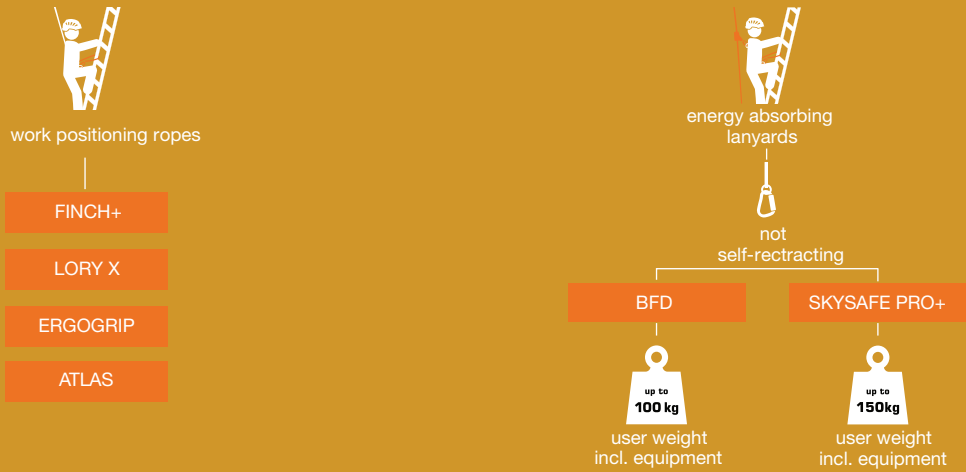 work positioning ropes
FINCH+
LORY X
ERGOGRIP
ATLAS
energy absorbing
lanyards
not
self-rectracting
BFD
SKYSAFE PRO+
up to
100 kg
user weight
incl. equipment
up to
150kg
user weight
incl. equipment